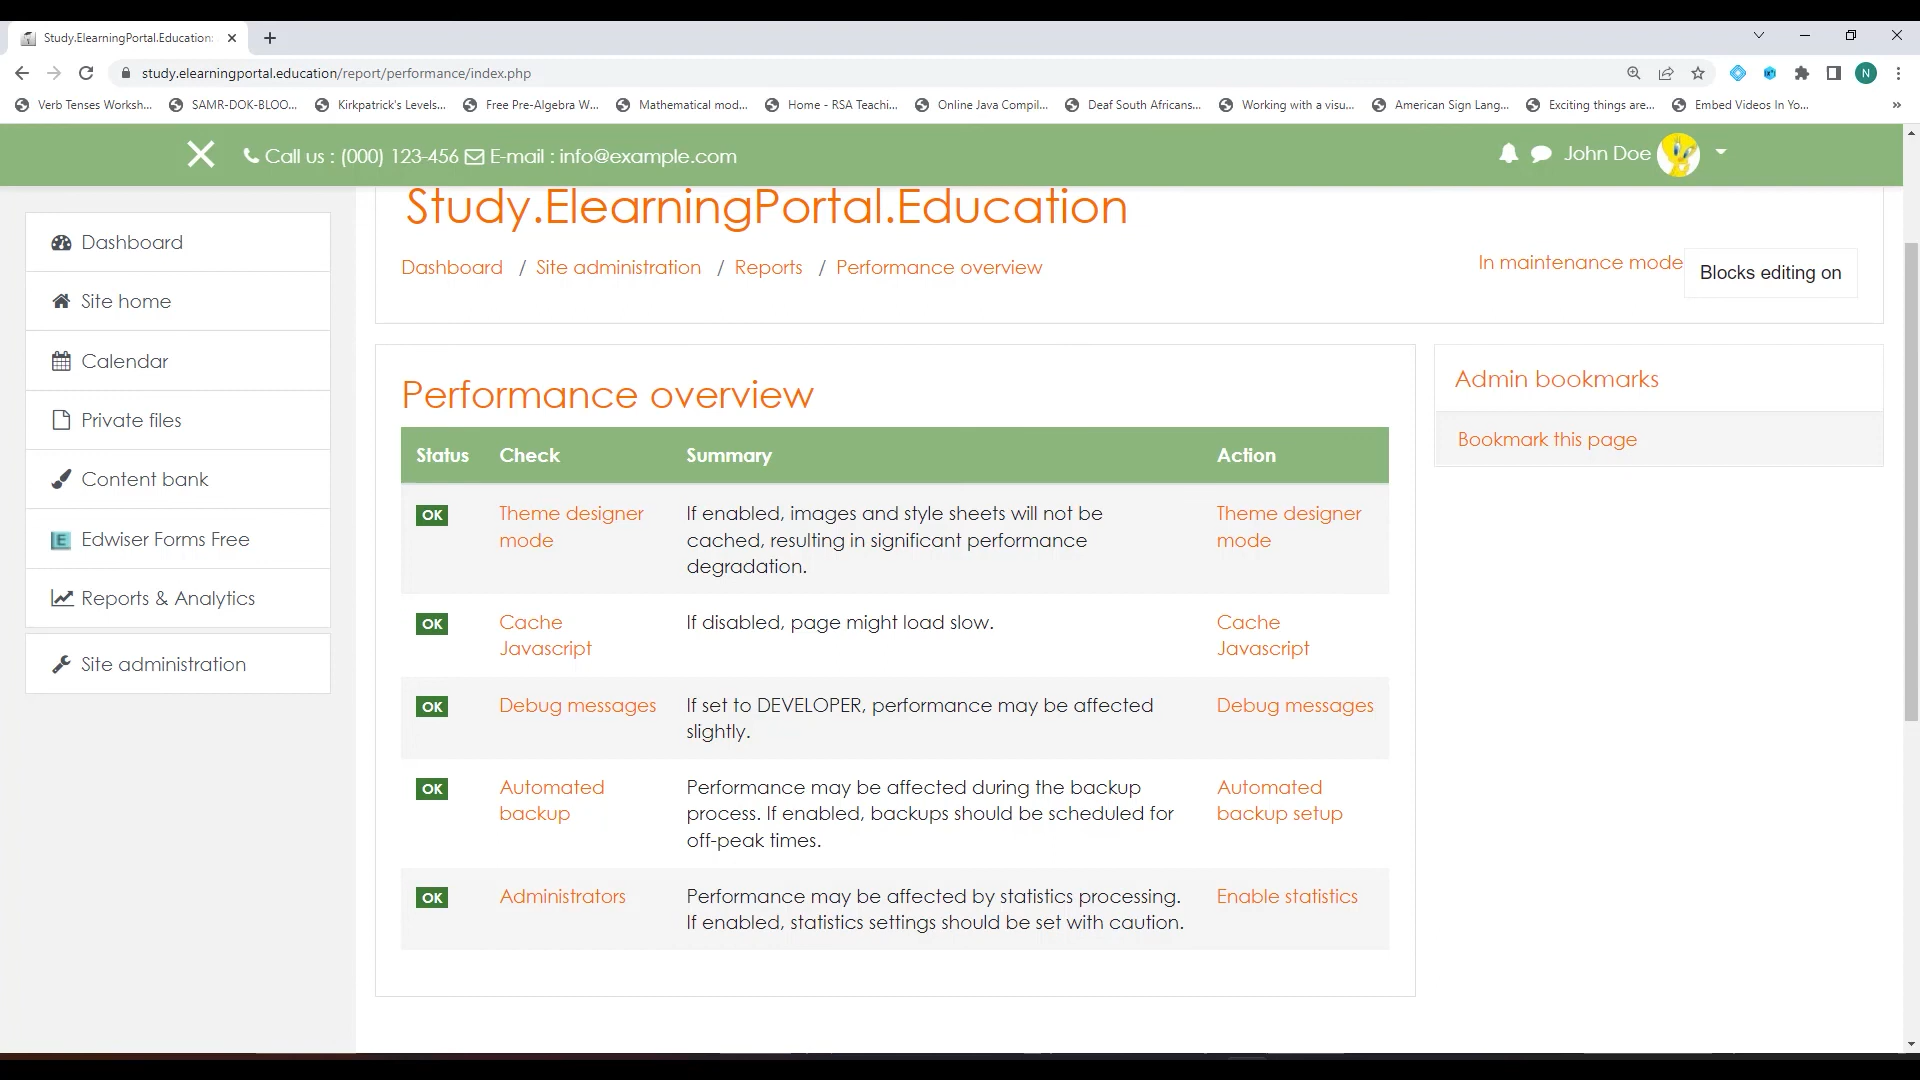 Study.ElearningPortal.Education:
study.elearningportal.education/report/performance/index.php
N
Verb Tenses Worksh...
SAMR-DOK-BLOO...
Kirkpatrick's Levels...
Free Pre-Algebra W...
Mathematical mod...
Home - RSA Teachi...
Online Java Compil...
Deaf South Africans...
Working with a visu...
American Sign Lang...
Exciting things are...
Embed Videos In Yo...
»
Call us : (000) 123-456 E-mail : info@example.com
John Doe
Study.ElearningPortal.Education
Dashboard / Site administration / Reports / Performance overview
In maintenance mode
Blocks editing on
Dashboard
Site home
Calendar
Private files
Content bank
E Edwiser Forms Free
Reports & Analytics
Site administration
Performance overview
Status Check Summary Action
OK Theme designer If enabled, images and style sheets will not be Theme designer
mode cached, resulting in significant performance mode
degradation.
OK Cache If disabled, page might load slow. Cache
Javascript Javascript
OK Debug messages If set to DEVELOPER, performance may be affected Debug messages
slightly.
OK Automated Performance may be affected during the backup Automated
backup process. If enabled, backups should be scheduled for backup setup
off-peak times.
OK Administrators Performance may be affected by statistics processing. Enable statistics
If enabled, statistics settings should be set with caution.
Admin bookmarks
Bookmark this page